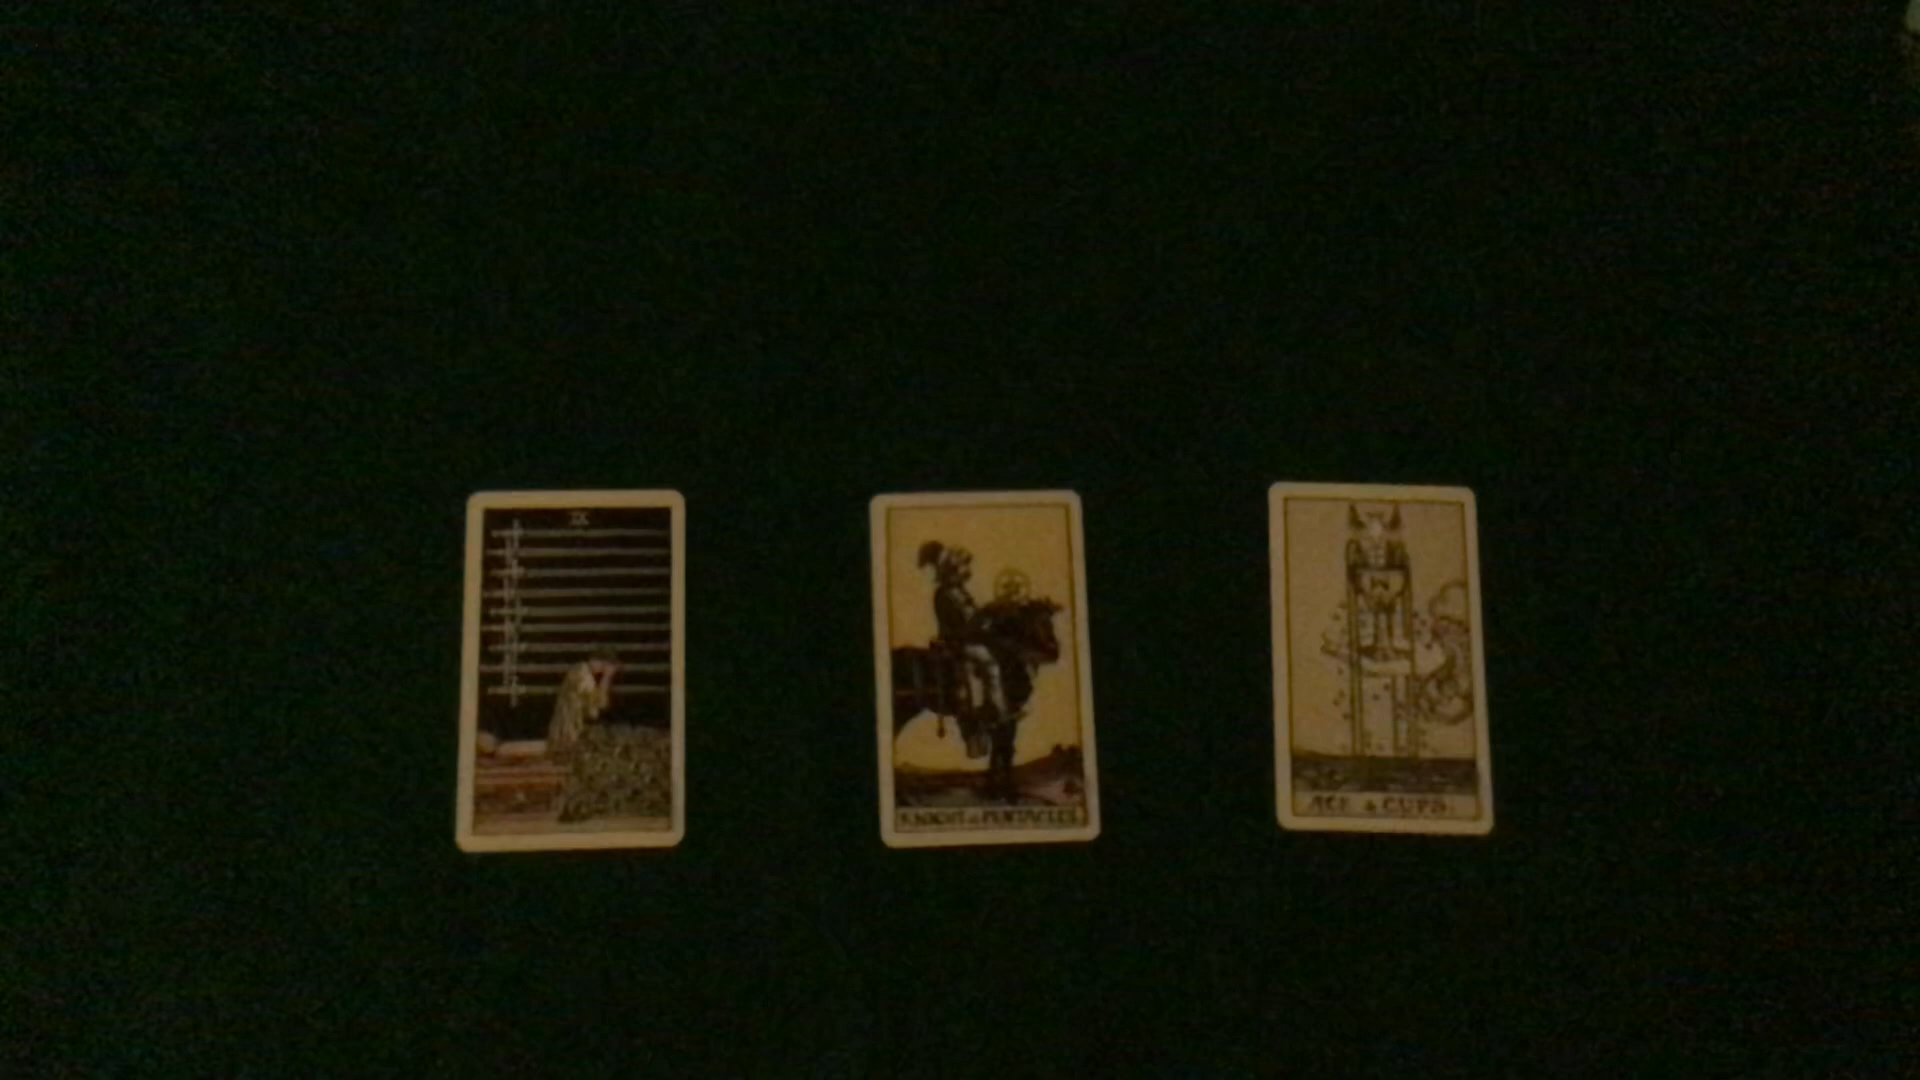 IX
KNIGHT of PENTACLES.
ACE of CUPS.